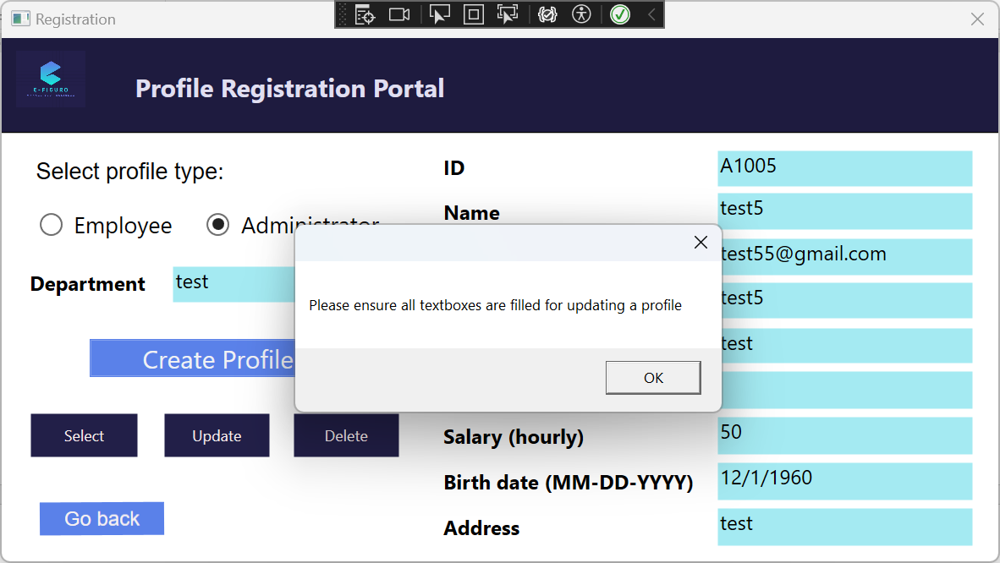 Registration
E-FIGURO
Profile Registration Portal
Select profile type:
Employee
Administrator
Department
test
Create Profile
Select
Update
Delete
Go back
ID
A1005
Name
test5
test55@gmail.com
test5
test
Salary (hourly)
50
Birth date (MM-DD-YYYY)
12/1/1960
Address
test
Please ensure all textboxes are filled for updating a profile
OK